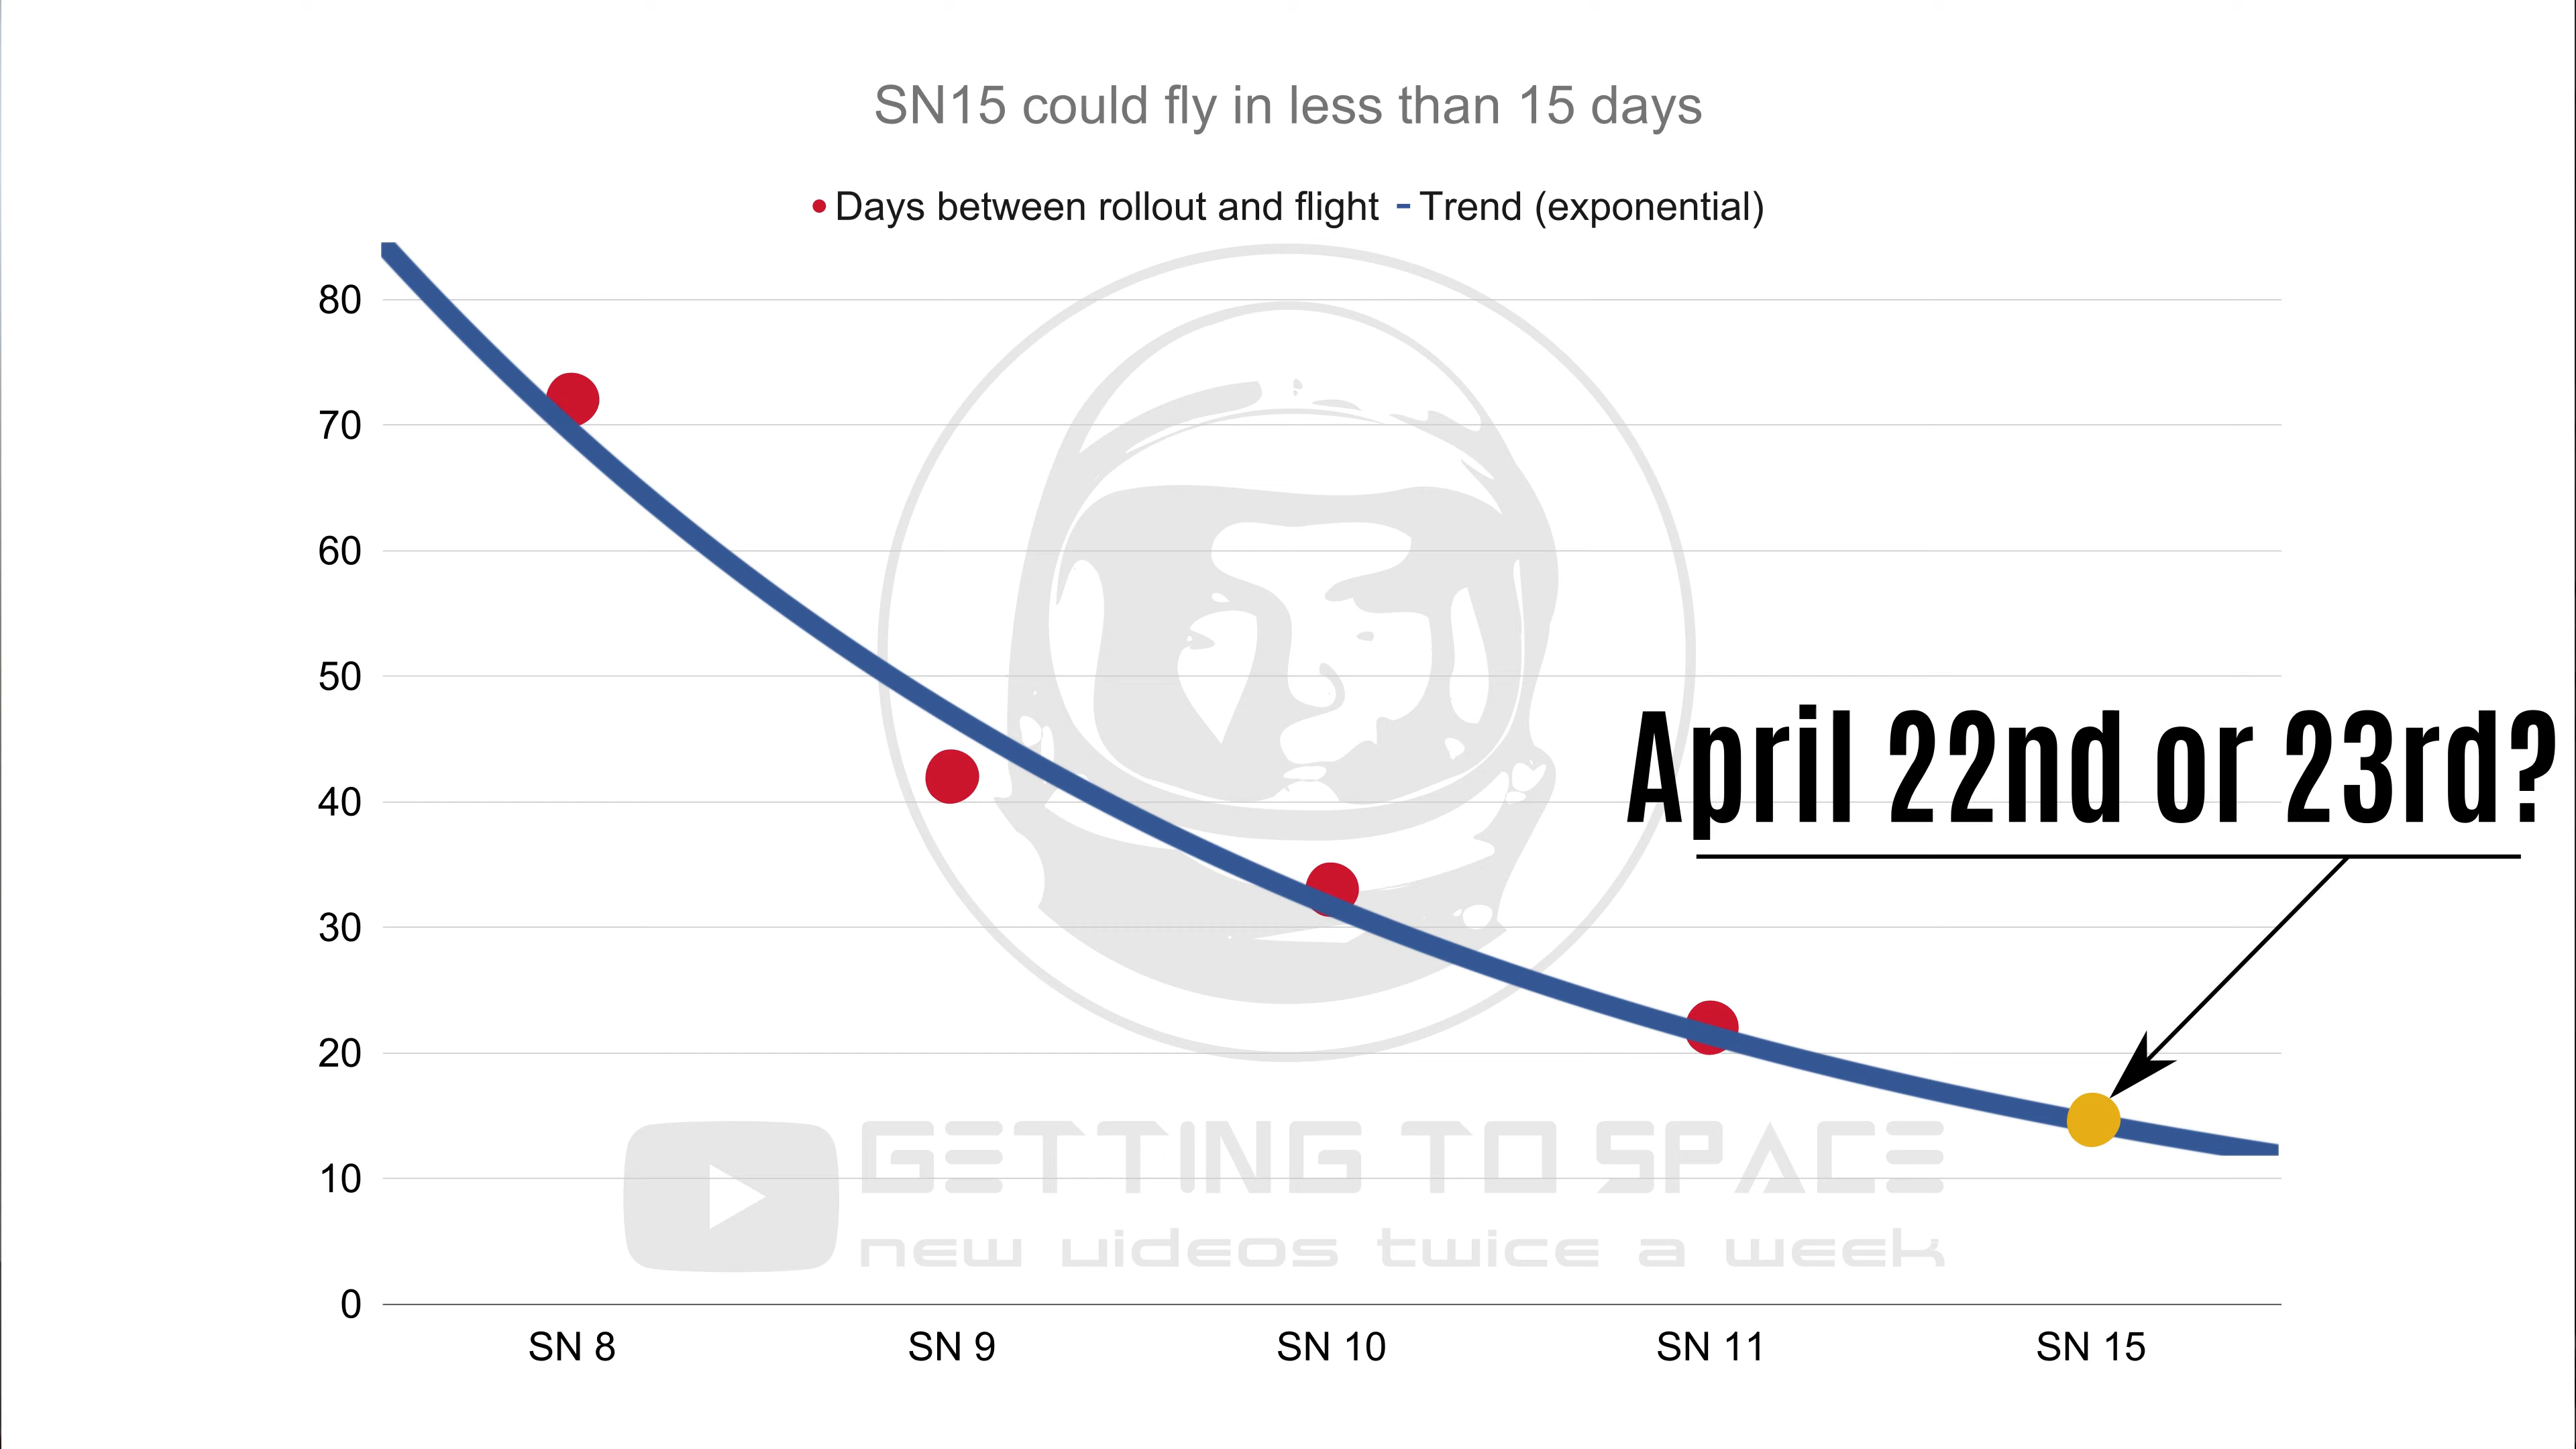 SN15 could fly in less than 15 days
Days between rollout and flight Trend (exponential)
80
70
60
50
April 22nd or 23rd?
40
30
20
10
0
GETTING TO SPACE
new videos twice a week
SN 8 SN 9 SN 10 SN 11 SN 15